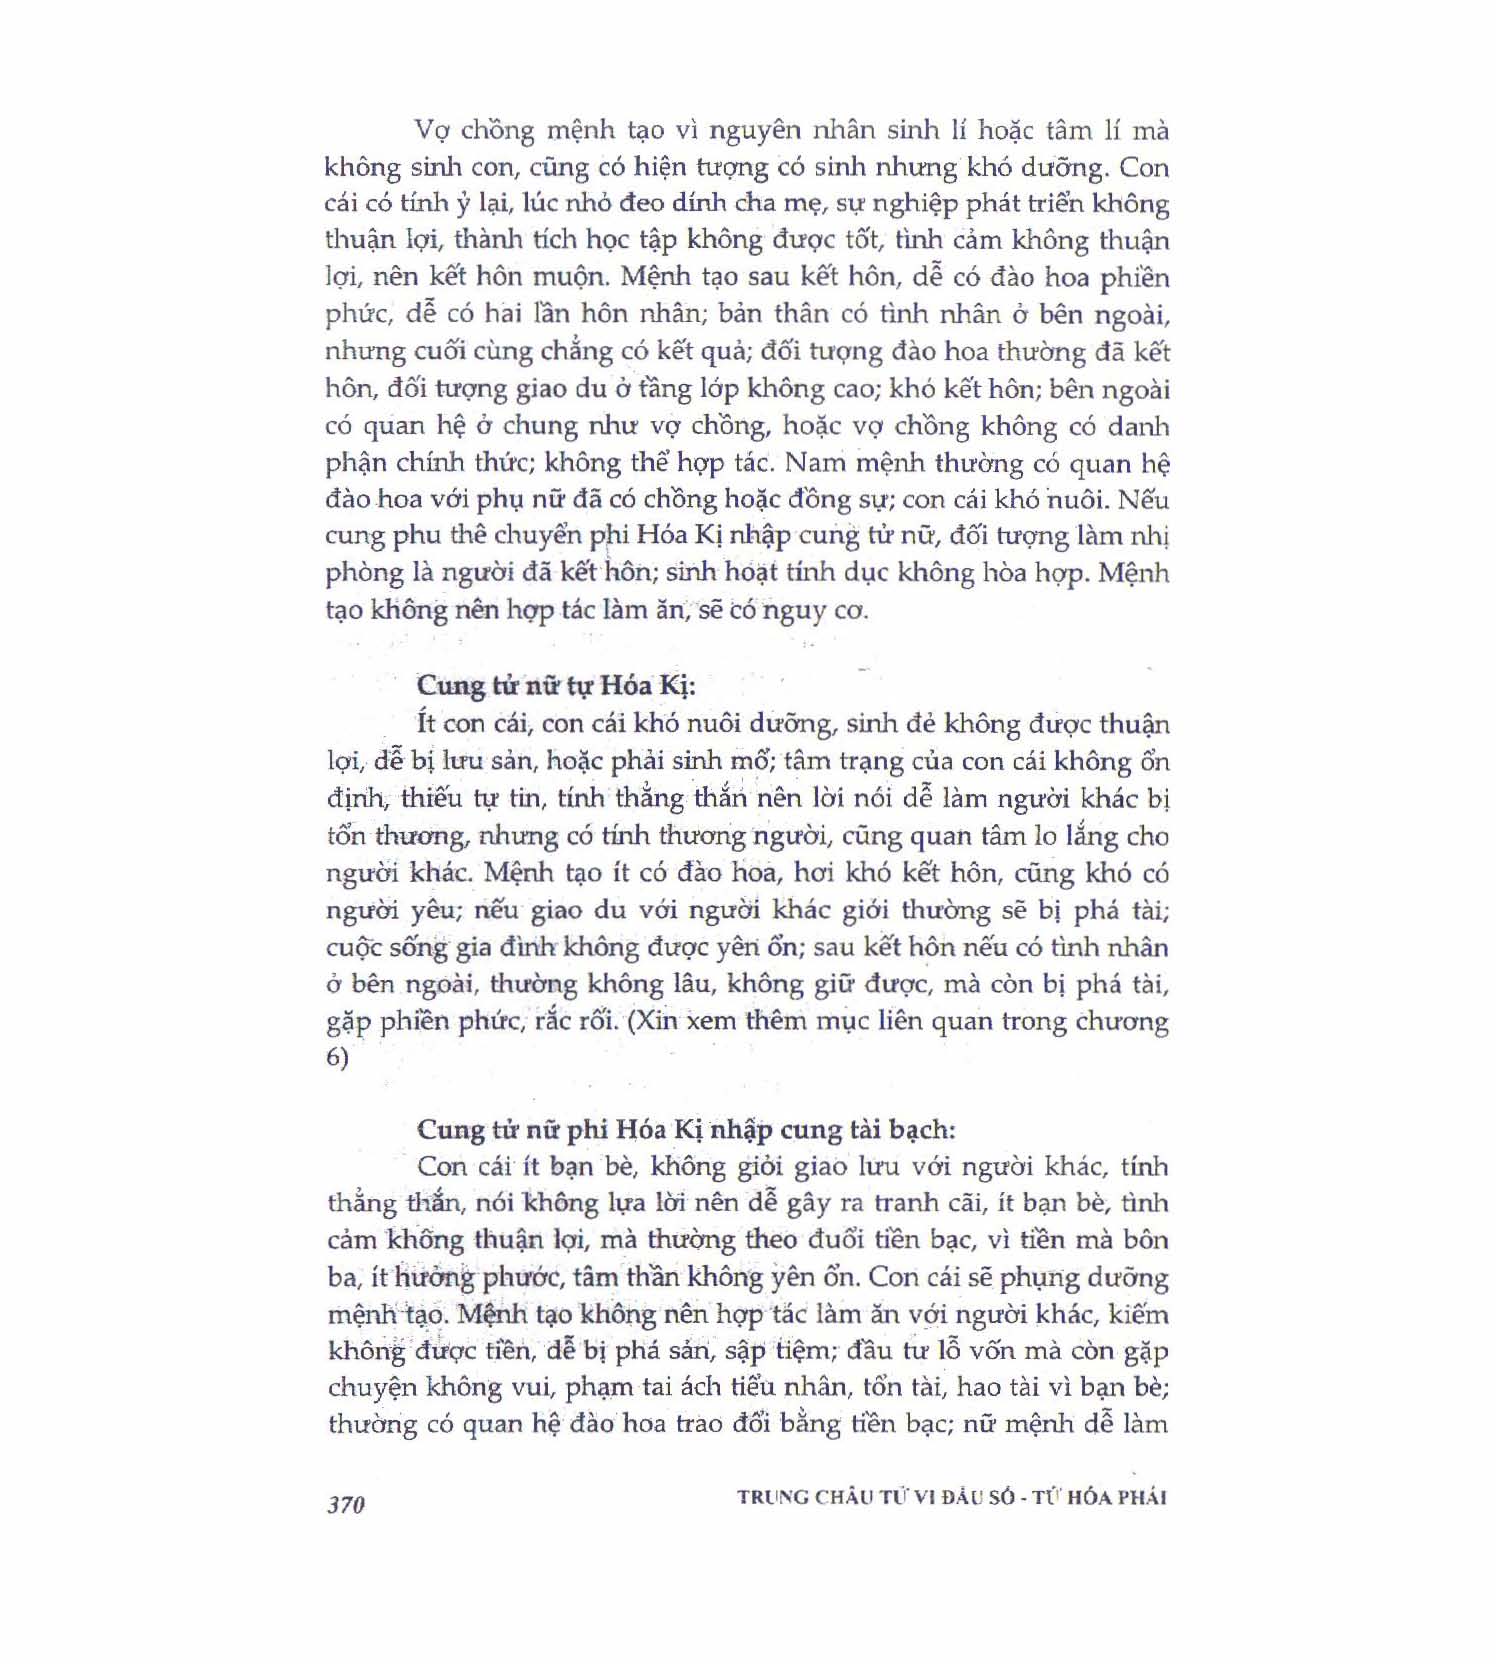 Vợ chồng mệnh tạo vì nguyên nhân sinh lí hoặc tâm lí mà
không sinh con, cũng có hiện tượng có sinh nhưng khó dưỡng. Con
cái có tính ỷ lại, lúc nhỏ đeo dính cha mẹ, sự nghiệp phát triển không
thuận lợi, thành tích học tập không được tốt, tình cảm không thuận
lợi, nên kết hôn muộn. Mệnh tạo sau kết hôn, dễ có đào hoa phiền
phức, dễ có hai lần hôn nhân; bản thân có tình nhân ở bên ngoài,
nhưng cuối cùng chẳng có kết quả; đối tượng đào hoa thường đã kết
hôn, đối tượng giao du ở tầng lớp không cao; khó kết hôn; bên ngoài
có quan hệ ở chung như vợ chồng, hoặc vợ chồng không có danh
phận chính thức; không thể hợp tác. Nam mệnh thường có quan hệ
đào hoa với phụ nữ đã có chồng hoặc đồng sự; con cái khó nuôi. Nếu
cung phu thê chuyển phi Hóa Kị nhập cung tử nữ, đối tượng làm nhị
phòng là người đã kết hôn; sinh hoạt tính dục không hòa hợp. Mệnh
tạo không nên hợp tác làm ăn, sẽ có nguy cơ.
Cung tử nữ tự Hóa Kị:
Ít con cái, con cái khó nuôi dưỡng, sinh đẻ không được thuận
lợi, dễ bị lưu sản, hoặc phải sinh mổ; tâm trạng của con cái không ổn
định, thiếu tự tin, tính thẳng thắn nên lời nói dễ làm người khác bị
tổn thương, nhưng có tính thương người, cũng quan tâm lo lắng cho
người khác. Mệnh tạo ít có đào hoa, hơi khó kết hôn, cũng khó có
người yêu; nếu giao du với người khác giới thường sẽ bị phá tài;
cuộc sống gia đình không được yên ổn; sau kết hôn nếu có tình nhân
ở bên ngoài, thường không lâu, không giữ được, mà còn bị phá tài,
gặp phiền phức, rắc rối. (Xin xem thêm mục liên quan trong chương
6)
Cung tử nữ phi Hóa Kị nhập cung tài bạch:
Con cái ít bạn bè, không giỏi giao lưu với người khác, tính
thẳng thắn, nói không lựa lời nên dễ gây ra tranh cãi, ít bạn bè, tình
cảm không thuận lợi, mà thường theo đuổi tiền bạc, vì tiền mà bôn
ba, ít hưởng phước, tâm thần không yên ổn. Con cái sẽ phụng dưỡng
mệnh tạo. Mệnh tạo không nên hợp tác làm ăn với người khác, kiếm
không được tiền, dễ bị phá sản, sập tiệm; đầu tư lỗ vốn mà còn gặp
chuyện không vui, phạm tai ách tiểu nhân, tổn tài, hao tài vì bạn bè;
thường có quan hệ đào hoa trao đổi bằng tiền bạc; nữ mệnh dễ làm
370 TRUNG CHÂU TỬ VI ĐẨU SỐ - TỨ HÓA PHÁI